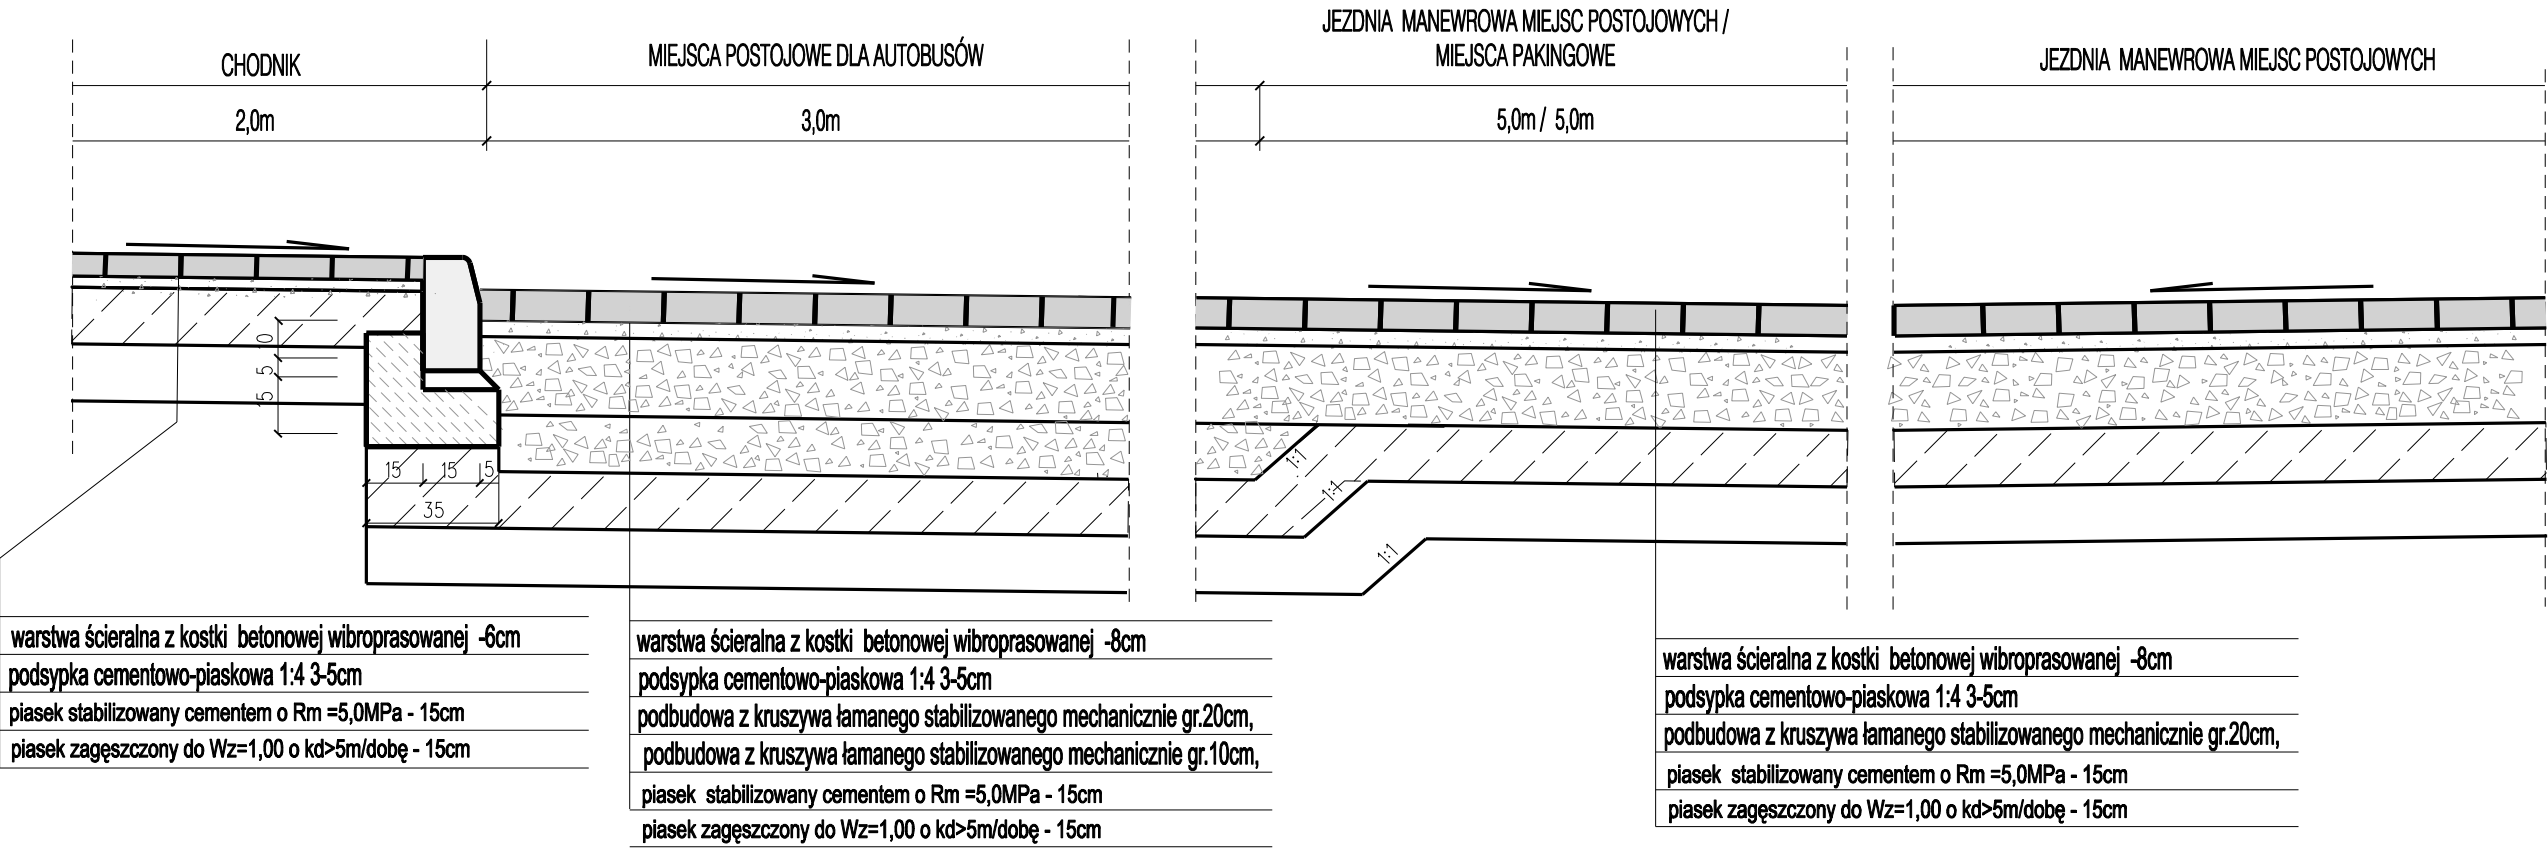 JEZDNIA MANEWROWA MIEJSC POSTOJOWYCH /
CHODNIK
MIEJSCA POSTOJOWE DLA AUTOBUSÓW
MIEJSCA PAKINGOWE
JEZDNIA MANEWROWA MIEJSC POSTOJOWYCH
2,0m
3,0m
5,0m / 5,0m
10
5
15
15
15
5
35
1:1
1:1
1:1
warstwa ścieralna z kostki betonowej wibroprasowanej -6cm
podsypka cementowo-piaskowa 1:4 3-5cm
piasek stabilizowany cementem o Rm =5,0MPa - 15cm
piasek zagęszczony do Wz=1,00 o kd>5m/dobę - 15cm
warstwa ścieralna z kostki betonowej wibroprasowanej -8cm
podsypka cementowo-piaskowa 1:4 3-5cm
podbudowa z kruszywa łamanego stabilizowanego mechanicznie gr.20cm,
podbudowa z kruszywa łamanego stabilizowanego mechanicznie gr.10cm,
piasek stabilizowany cementem o Rm =5,0MPa - 15cm
piasek zagęszczony do Wz=1,00 o kd>5m/dobę - 15cm
warstwa ścieralna z kostki betonowej wibroprasowanej -8cm
podsypka cementowo-piaskowa 1:4 3-5cm
podbudowa z kruszywa łamanego stabilizowanego mechanicznie gr.20cm,
piasek stabilizowany cementem o Rm =5,0MPa - 15cm
piasek zagęszczony do Wz=1,00 o kd>5m/dobę - 15cm